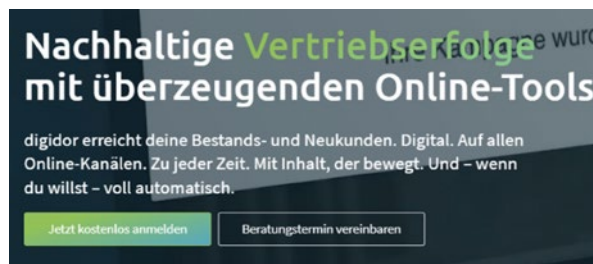 Nachhaltige Vertriebserfolge
mit überzeugenden Online-Tools
digidor erreicht deine Bestands- und Neukunden. Digital. Auf allen
Online-Kanälen. Zu jeder Zeit. Mit Inhalt, der bewegt. Und – wenn
du willst – voll automatisch.
Jetzt kostenlos anmelden
Beratungstermin vereinbaren